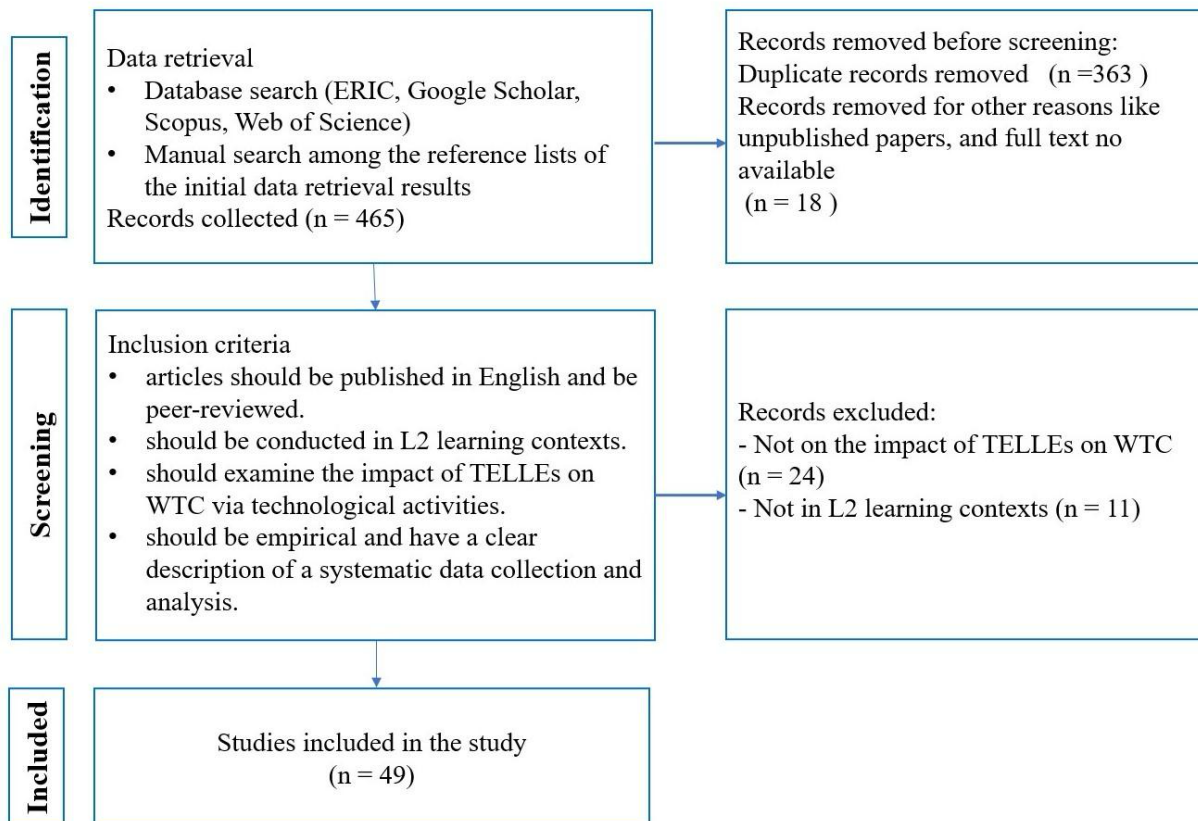 Identification
Data retrieval
• Database search (ERIC, Google Scholar,
Scopus, Web of Science)
• Manual search among the reference lists of
the initial data retrieval results
Records collected (n = 465)
Records removed before screening:
Duplicate records removed (n =363 )
Records removed for other reasons like
unpublished papers, and full text no
available
(n = 18 )
Screening
Inclusion criteria
• articles should be published in English and be
peer-reviewed.
• should be conducted in L2 learning contexts.
• should examine the impact of TELLEs on
WTC via technological activities.
• should be empirical and have a clear
description of a systematic data collection and
analysis.
Records excluded:
- Not on the impact of TELLEs on WTC
(n = 24)
- Not in L2 learning contexts (n = 11)
Included
Studies included in the study
(n = 49)